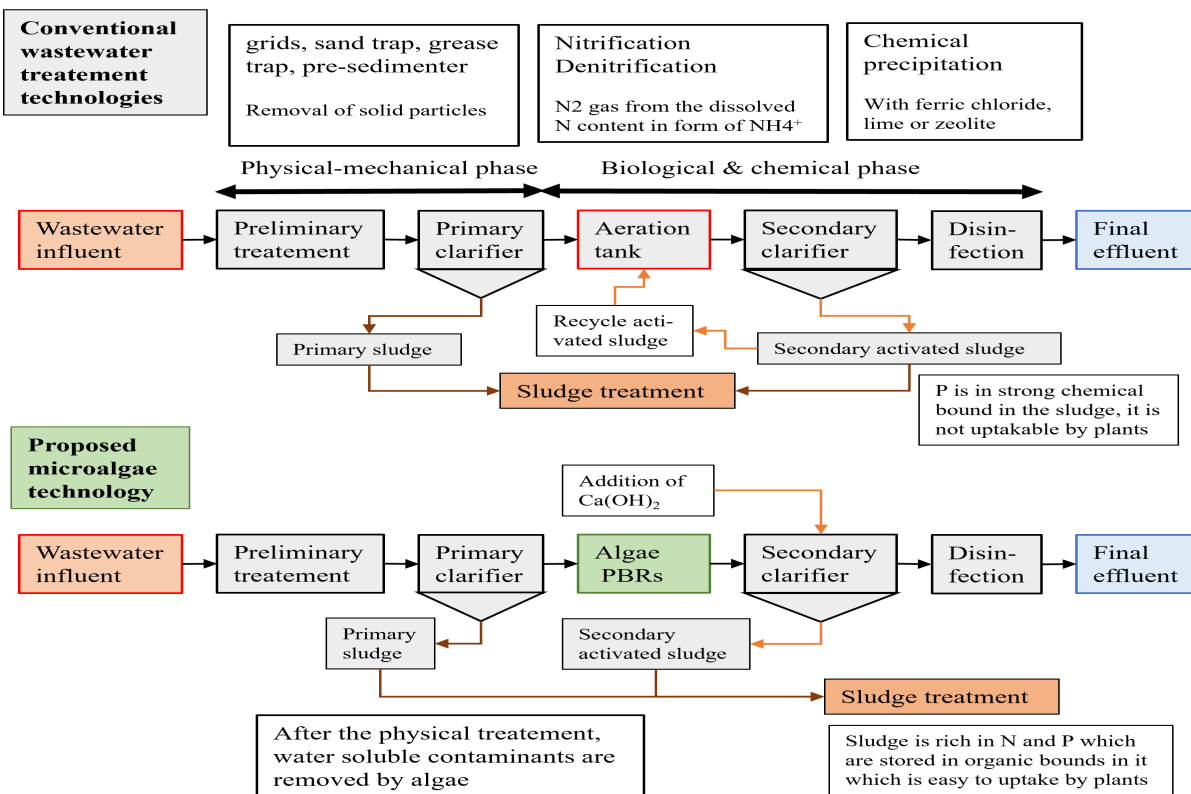 Conventional
wastewater
treatement
technologies
grids, sand trap, grease
trap, pre-sedimenter
Removal of solid particles
Nitrification
Denitrification
N2 gas from the dissolved
N content in form of NH4⁺
Chemical
precipitation
With ferric chloride,
lime or zeolite
Physical-mechanical phase
Biological & chemical phase
Wastewater
influent
Preliminary
treatement
Primary
clarifier
Aeration
tank
Secondary
clarifier
Disin-
fection
Final
effluent
Primary sludge
Recycle acti-
vated sludge
Secondary activated sludge
Sludge treatment
P is in strong chemical
bound in the sludge, it is
not uptakable by plants
Proposed
microalgae
technology
Addition of
Ca(OH)₂
Wastewater
influent
Preliminary
treatement
Primary
clarifier
Algae
PBRs
Secondary
clarifier
Disin-
fection
Final
effluent
Primary
sludge
Secondary
activated sludge
Sludge treatment
After the physical treatement,
water soluble contaminants are
removed by algae
Sludge is rich in N and P which
are stored in organic bounds in it
which is easy to uptake by plants